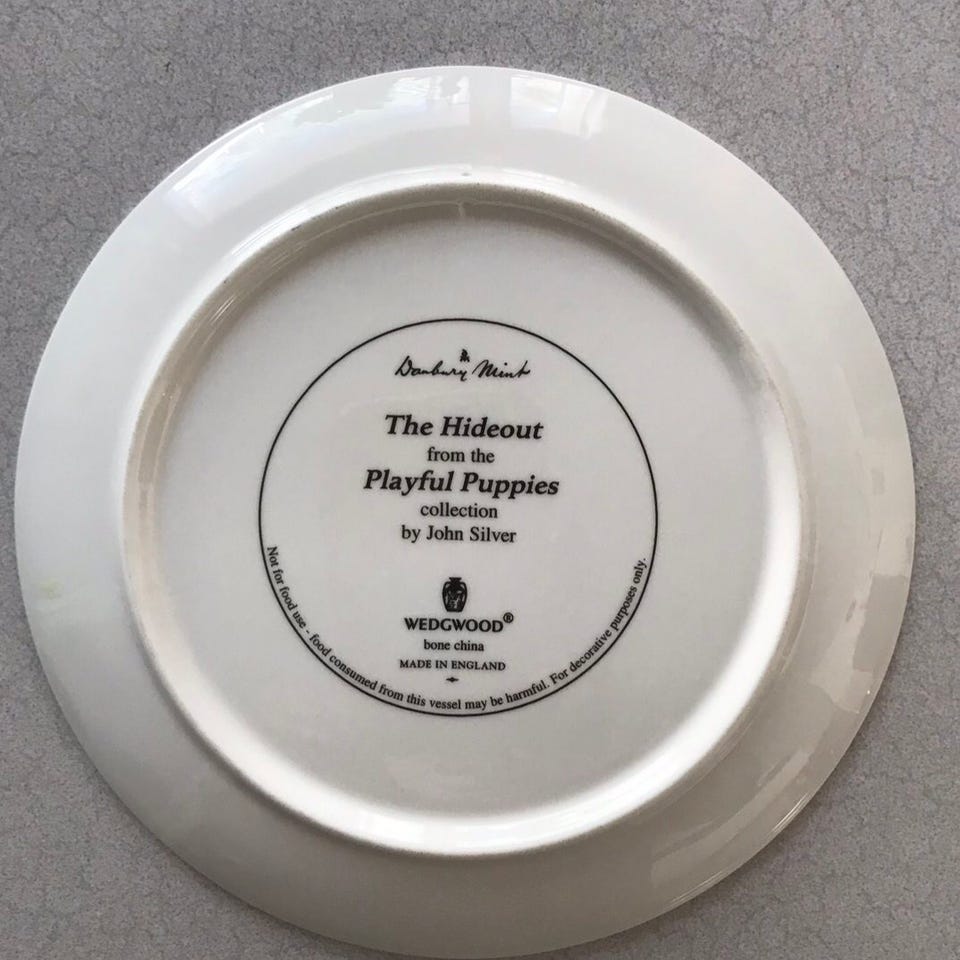 Danbury Mint
The Hideout
from the
Playful Puppies
collection
by John Silver
WEDGWOOD®
bone china
MADE IN ENGLAND
Not for food use - food consumed from this vessel may be harmful. For decorative purposes only.